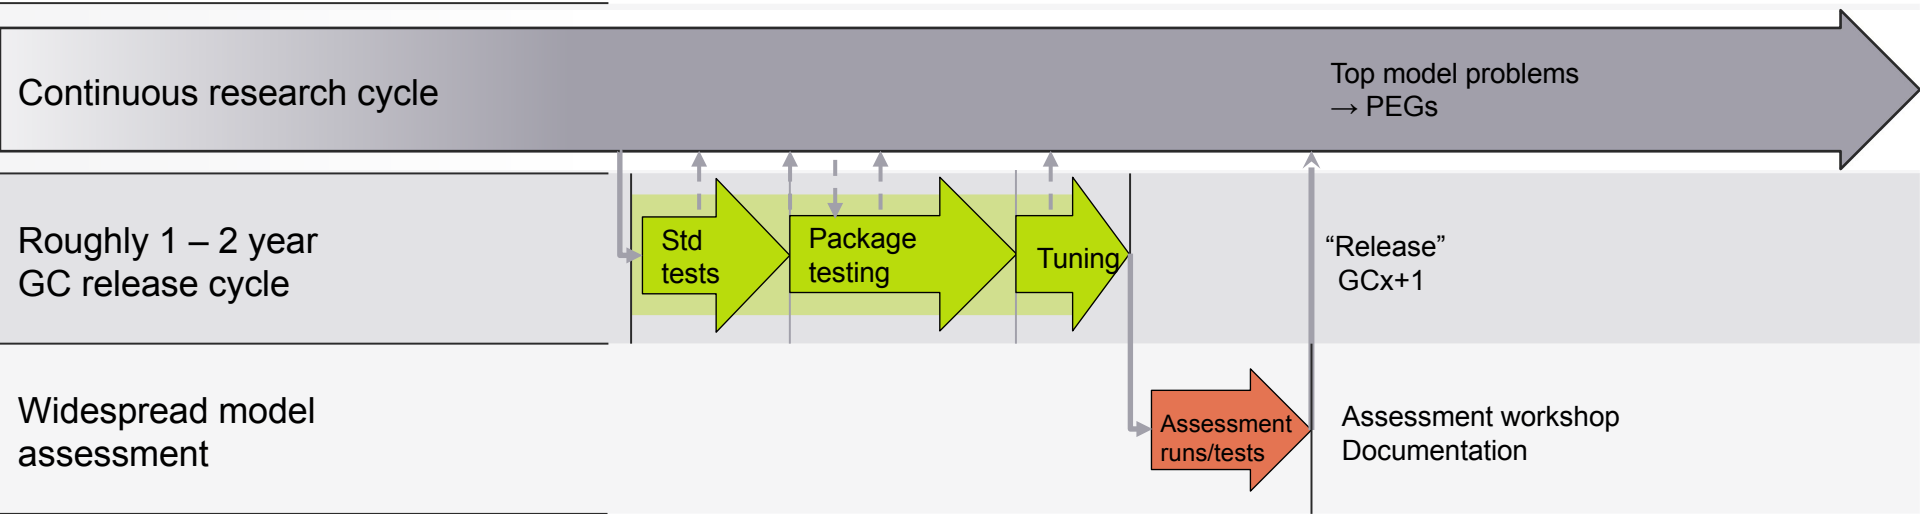 Continuous research cycle
Top model problems
→ PEGs
Roughly 1 – 2 year
GC release cycle
Std
tests
Package
testing
Tuning
“Release”
GCx+1
Widespread model
assessment
Assessment
runs/tests
Assessment workshop
Documentation